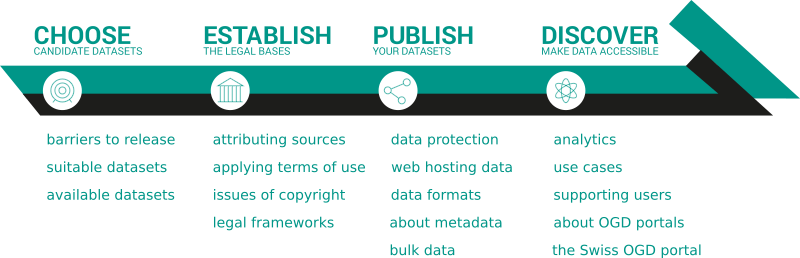 CHOOSE
CANDIDATE DATASETS
barriers to release
suitable datasets
available datasets
ESTABLISH
THE LEGAL BASES
attributing sources
applying terms of use
issues of copyright
legal frameworks
PUBLISH
YOUR DATASETS
data protection
web hosting data
data formats
about metadata
bulk data
DISCOVER
MAKE DATA ACCESSIBLE
analytics
use cases
supporting users
about OGD portals
the Swiss OGD portal